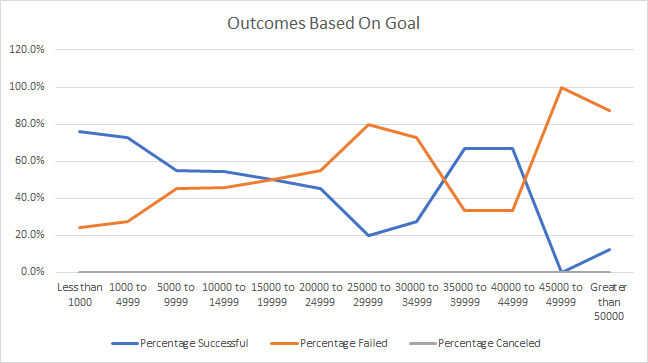 Outcomes Based On Goal
120.0%
100.0%
80.0%
60.0%
40.0%
20.0%
0.0%
Less than 1000 to 5000 to 10000 to 15000 to 20000 to 25000 to 30000 to 35000 to 40000 to 45000 to Greater
1000 4999 9999 14999 19999 24999 29999 34999 39999 44999 49999 than
50000
Percentage Successful Percentage Failed Percentage Canceled